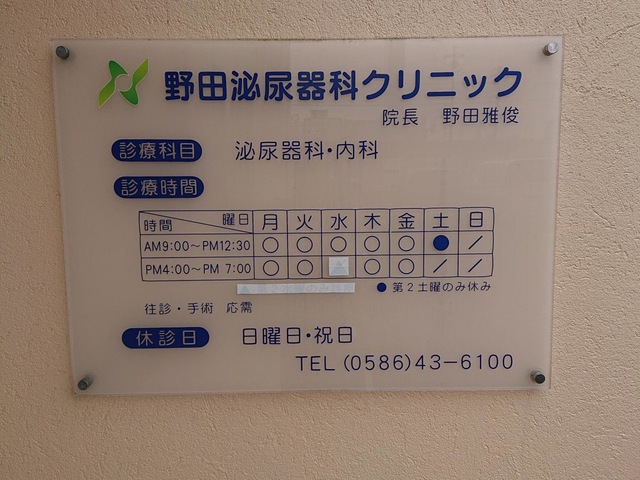 野田泌尿器科クリニック
院長 野田雅俊
診療科目 泌尿器科・内科
診療時間
時間 曜日 月 火 水 木 金 土 日
AM9:00〜PM12:30 ○ ○ ○ ○ ○ ● ／
PM4:00〜PM 7:00 ○ ○ ▲ ○ ○ ／ ／
●第2土曜のみ休み
往診・手術 応需
休診日 日曜日・祝日
TEL (0586)43−6100